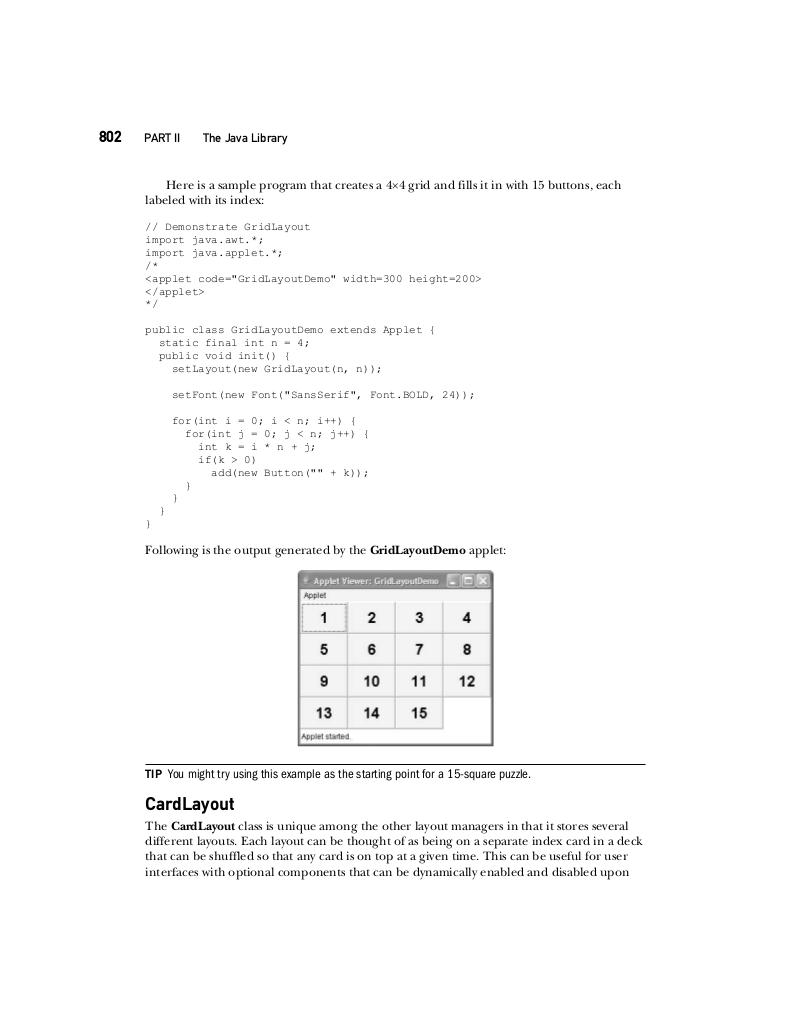 802 PART II The Java Library
Here is a sample program that creates a 4×4 grid and fills it in with 15 buttons, each
labeled with its index:
// Demonstrate GridLayout
import java.awt.*;
import java.applet.*;
/*
<applet code="GridLayoutDemo" width=300 height=200>
</applet>
*/
public class GridLayoutDemo extends Applet {
static final int n = 4;
public void init() {
setLayout(new GridLayout(n, n));
setFont(new Font("SansSerif", Font.BOLD, 24));
for(int i = 0; i < n; i++) {
for(int j = 0; j < n; j++) {
int k = i * n + j;
if(k > 0)
add(new Button("" + k));
}
}
}
}
Following is the output generated by the GridLayoutDemo applet:
Applet Viewer: GridLayoutDemo
Applet
1 2 3 4
5 6 7 8
9 10 11 12
13 14 15
Applet started.
TIP You might try using this example as the starting point for a 15-square puzzle.
CardLayout
The CardLayout class is unique among the other layout managers in that it stores several
different layouts. Each layout can be thought of as being on a separate index card in a deck
that can be shuffled so that any card is on top at a given time. This can be useful for user
interfaces with optional components that can be dynamically enabled and disabled upon